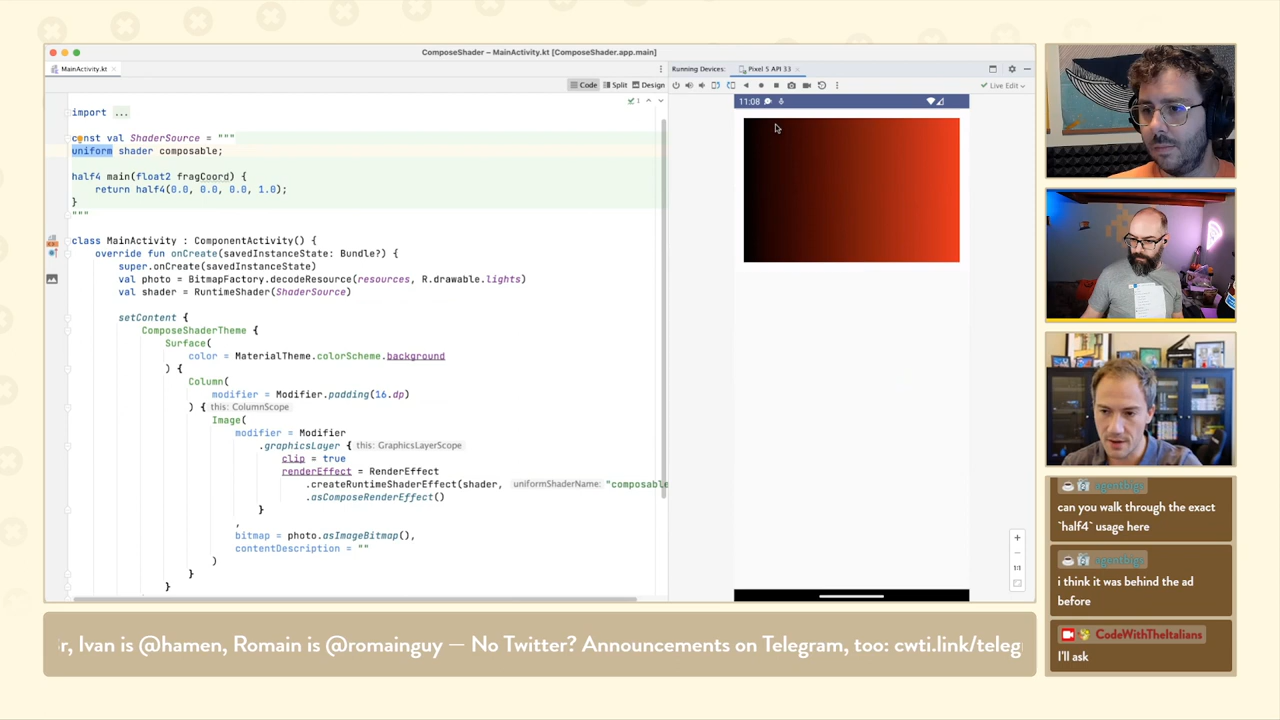 ComposeShader – MainActivity.kt [ComposeShader.app.main]
MainActivity.kt
Code Split Design
import ...
const val ShaderSource = """
uniform shader composable;
half4 main(float2 fragCoord) {
return half4(0.0, 0.0, 0.0, 1.0);
}
"""
class MainActivity : ComponentActivity() {
override fun onCreate(savedInstanceState: Bundle?) {
super.onCreate(savedInstanceState)
val photo = BitmapFactory.decodeResource(resources, R.drawable.lights)
val shader = RuntimeShader(ShaderSource)
setContent {
ComposeShaderTheme {
Surface(
color = MaterialTheme.colorScheme.background
) {
Column(
modifier = Modifier.padding(16.dp)
) { this: ColumnScope
Image(
modifier = Modifier
.graphicsLayer { this: GraphicsLayerScope
clip = true
renderEffect = RenderEffect
.createRuntimeShaderEffect(shader, uniformShaderName: "composable
.asComposeRenderEffect()
}
,
bitmap = photo.asImageBitmap(),
contentDescription = ""
)
}
}
1
Running Devices: Pixel 5 API 33
Live Edit
11:08
1:1
can you walk through the exact
`half4` usage here
agentbigs
i think it was behind the ad
before
CodeWithTheItalians
I'll ask
r, Ivan is @hamen, Romain is @romainguy — No Twitter? Announcements on Telegram, too: cwti.link/teleg